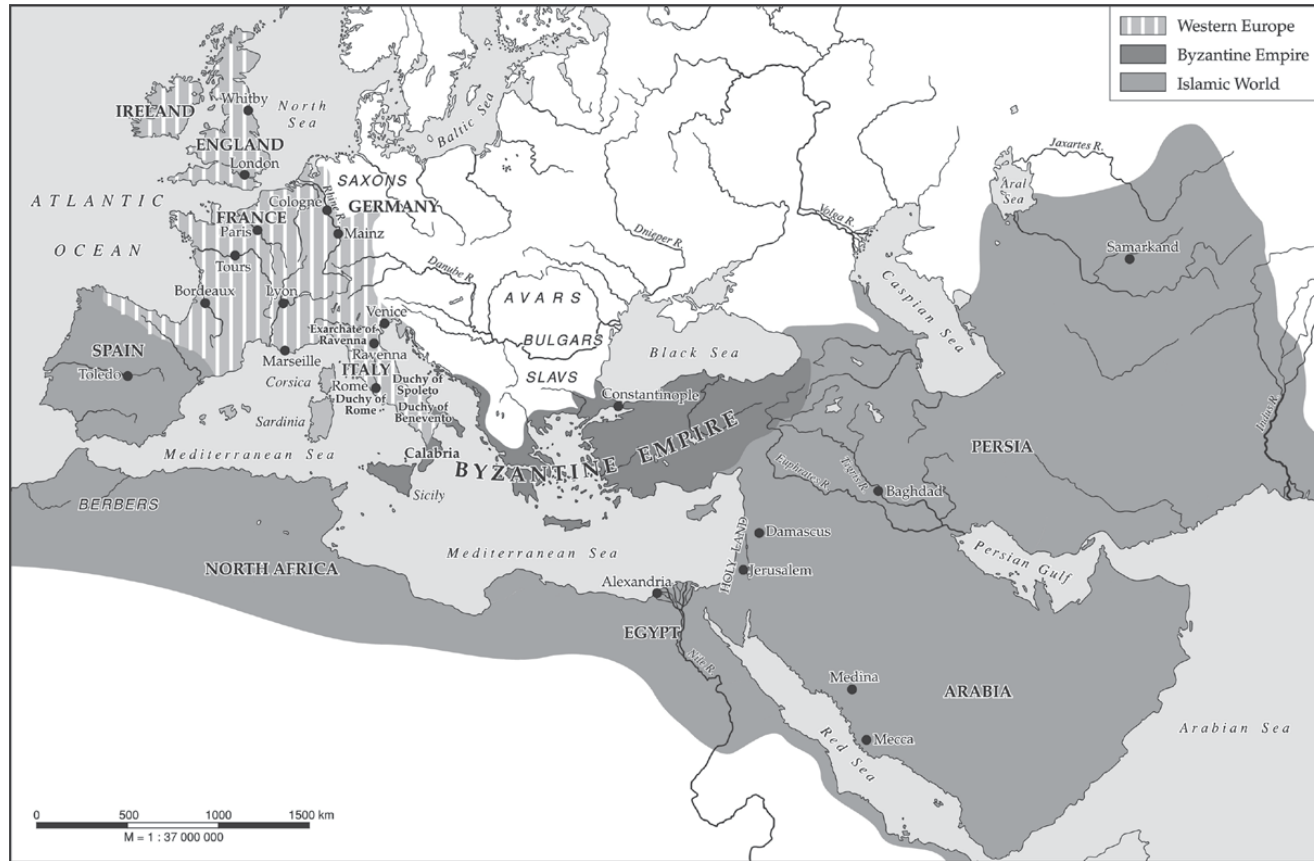 Western Europe
Byzantine Empire
Islamic World
IRELAND
Whitby
North
Sea
ENGLAND
London
Baltic Sea
SAXONS
GERMANY
Cologne
Rhine R.
Mainz
ATLANTIC
OCEAN
FRANCE
Paris
Tours
Bordeaux
Lyon
Marseille
Danube R.
Dnieper R.
Volga R.
Jaxartes R.
Aral
Sea
Samarkand
Caspian Sea
AVARS
BULGARS
SLAVS
Black Sea
Venice
Exarchate of
Ravenna
Ravenna
ITALY
Rome
Duchy of
Rome
Duchy of
Spoleto
Duchy of
Benevento
Corsica
Sardinia
SPAIN
Toledo
Constantinople
BYZANTINE EMPIRE
Calabria
Sicily
Mediterranean Sea
BERBERS
NORTH AFRICA
Mediterranean Sea
PERSIA
Indus R.
Euphrates R.
Tigris R.
Baghdad
Damascus
HOLY LAND
Jerusalem
Alexandria
EGYPT
Nile R.
Persian Gulf
Medina
Mecca
ARABIA
Red Sea
Arabian Sea
0 500 1000 1500 km
M = 1 : 37 000 000